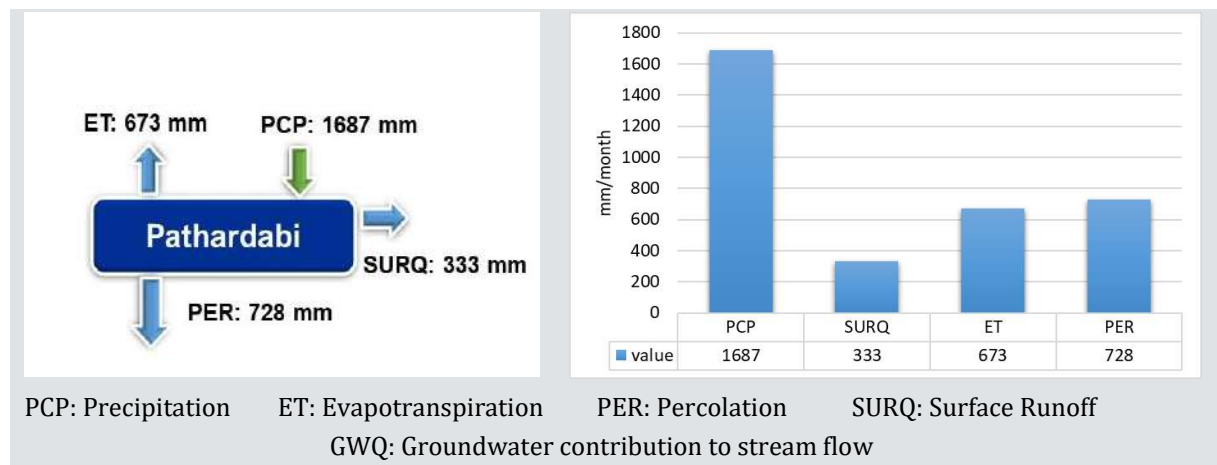 ET: 673 mm
PCP: 1687 mm
Pathardabi
SURQ: 333 mm
PER: 728 mm
mm/month
1800
1600
1400
1200
1000
800
600
400
200
0
PCP SURQ ET PER
value 1687 333 673 728
PCP: Precipitation ET: Evapotranspiration PER: Percolation SURQ: Surface Runoff
GWQ: Groundwater contribution to stream flow